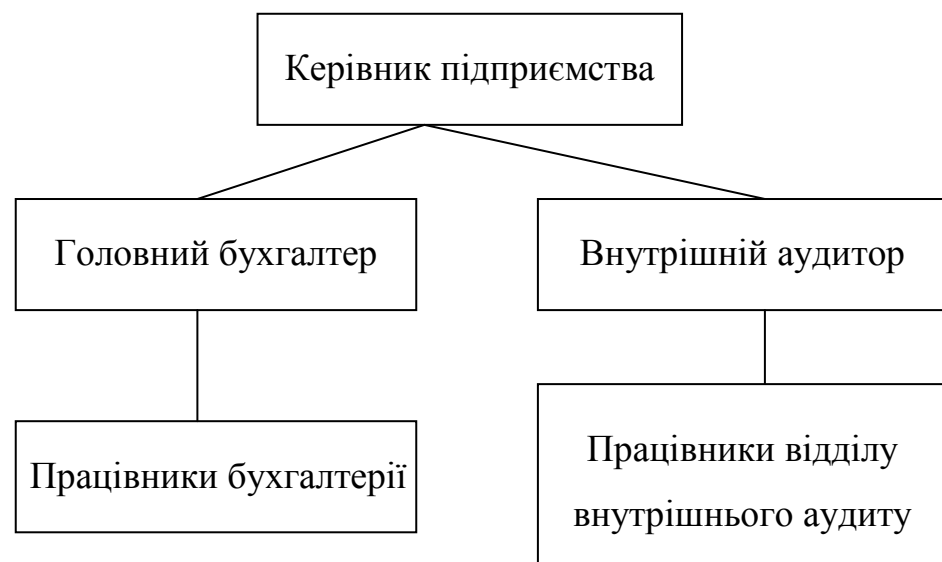 Керівник підприємства
Головний бухгалтер
Внутрішній аудитор
Працівники бухгалтерії
Працівники відділу
внутрішнього аудиту